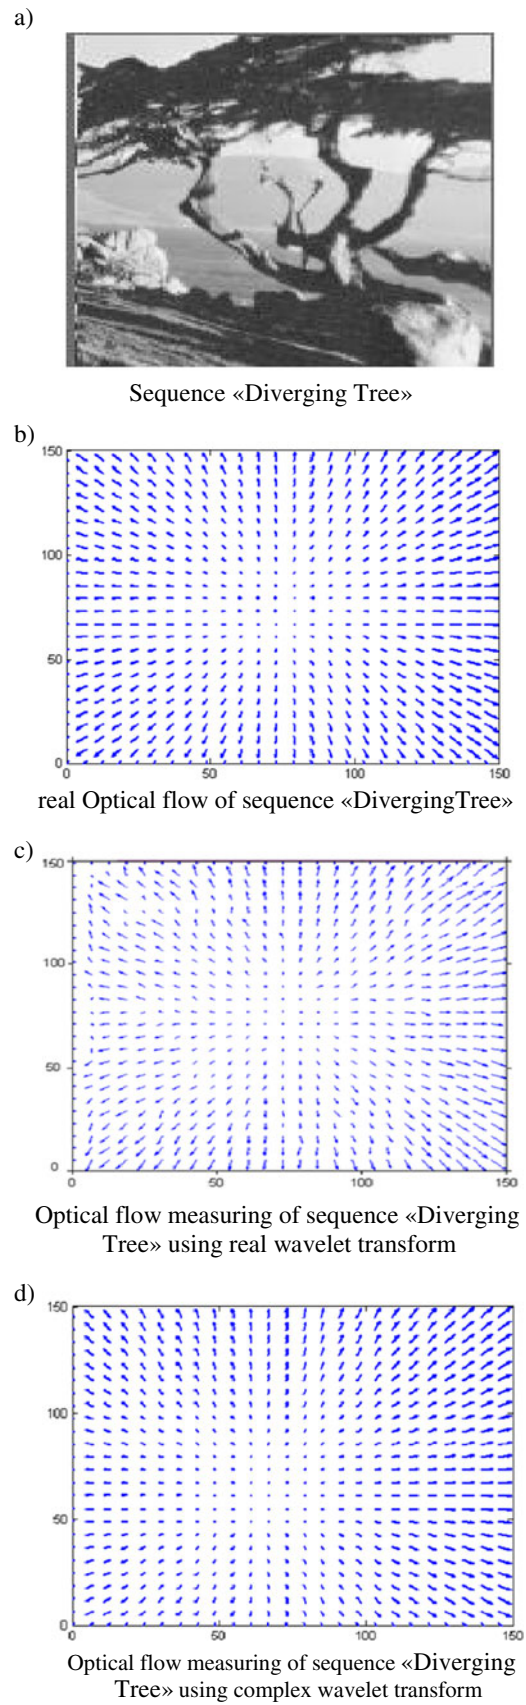 a)
Sequence «Diverging Tree»
b)
150
100
50
0
0 50 100 150
real Optical flow of sequence «DivergingTree»
c)
150
100
50
0
0 50 100 150
Optical flow measuring of sequence «Diverging
Tree» using real wavelet transform
d)
150
100
50
0
0 50 100 150
Optical flow measuring of sequence «Diverging
Tree» using complex wavelet transform